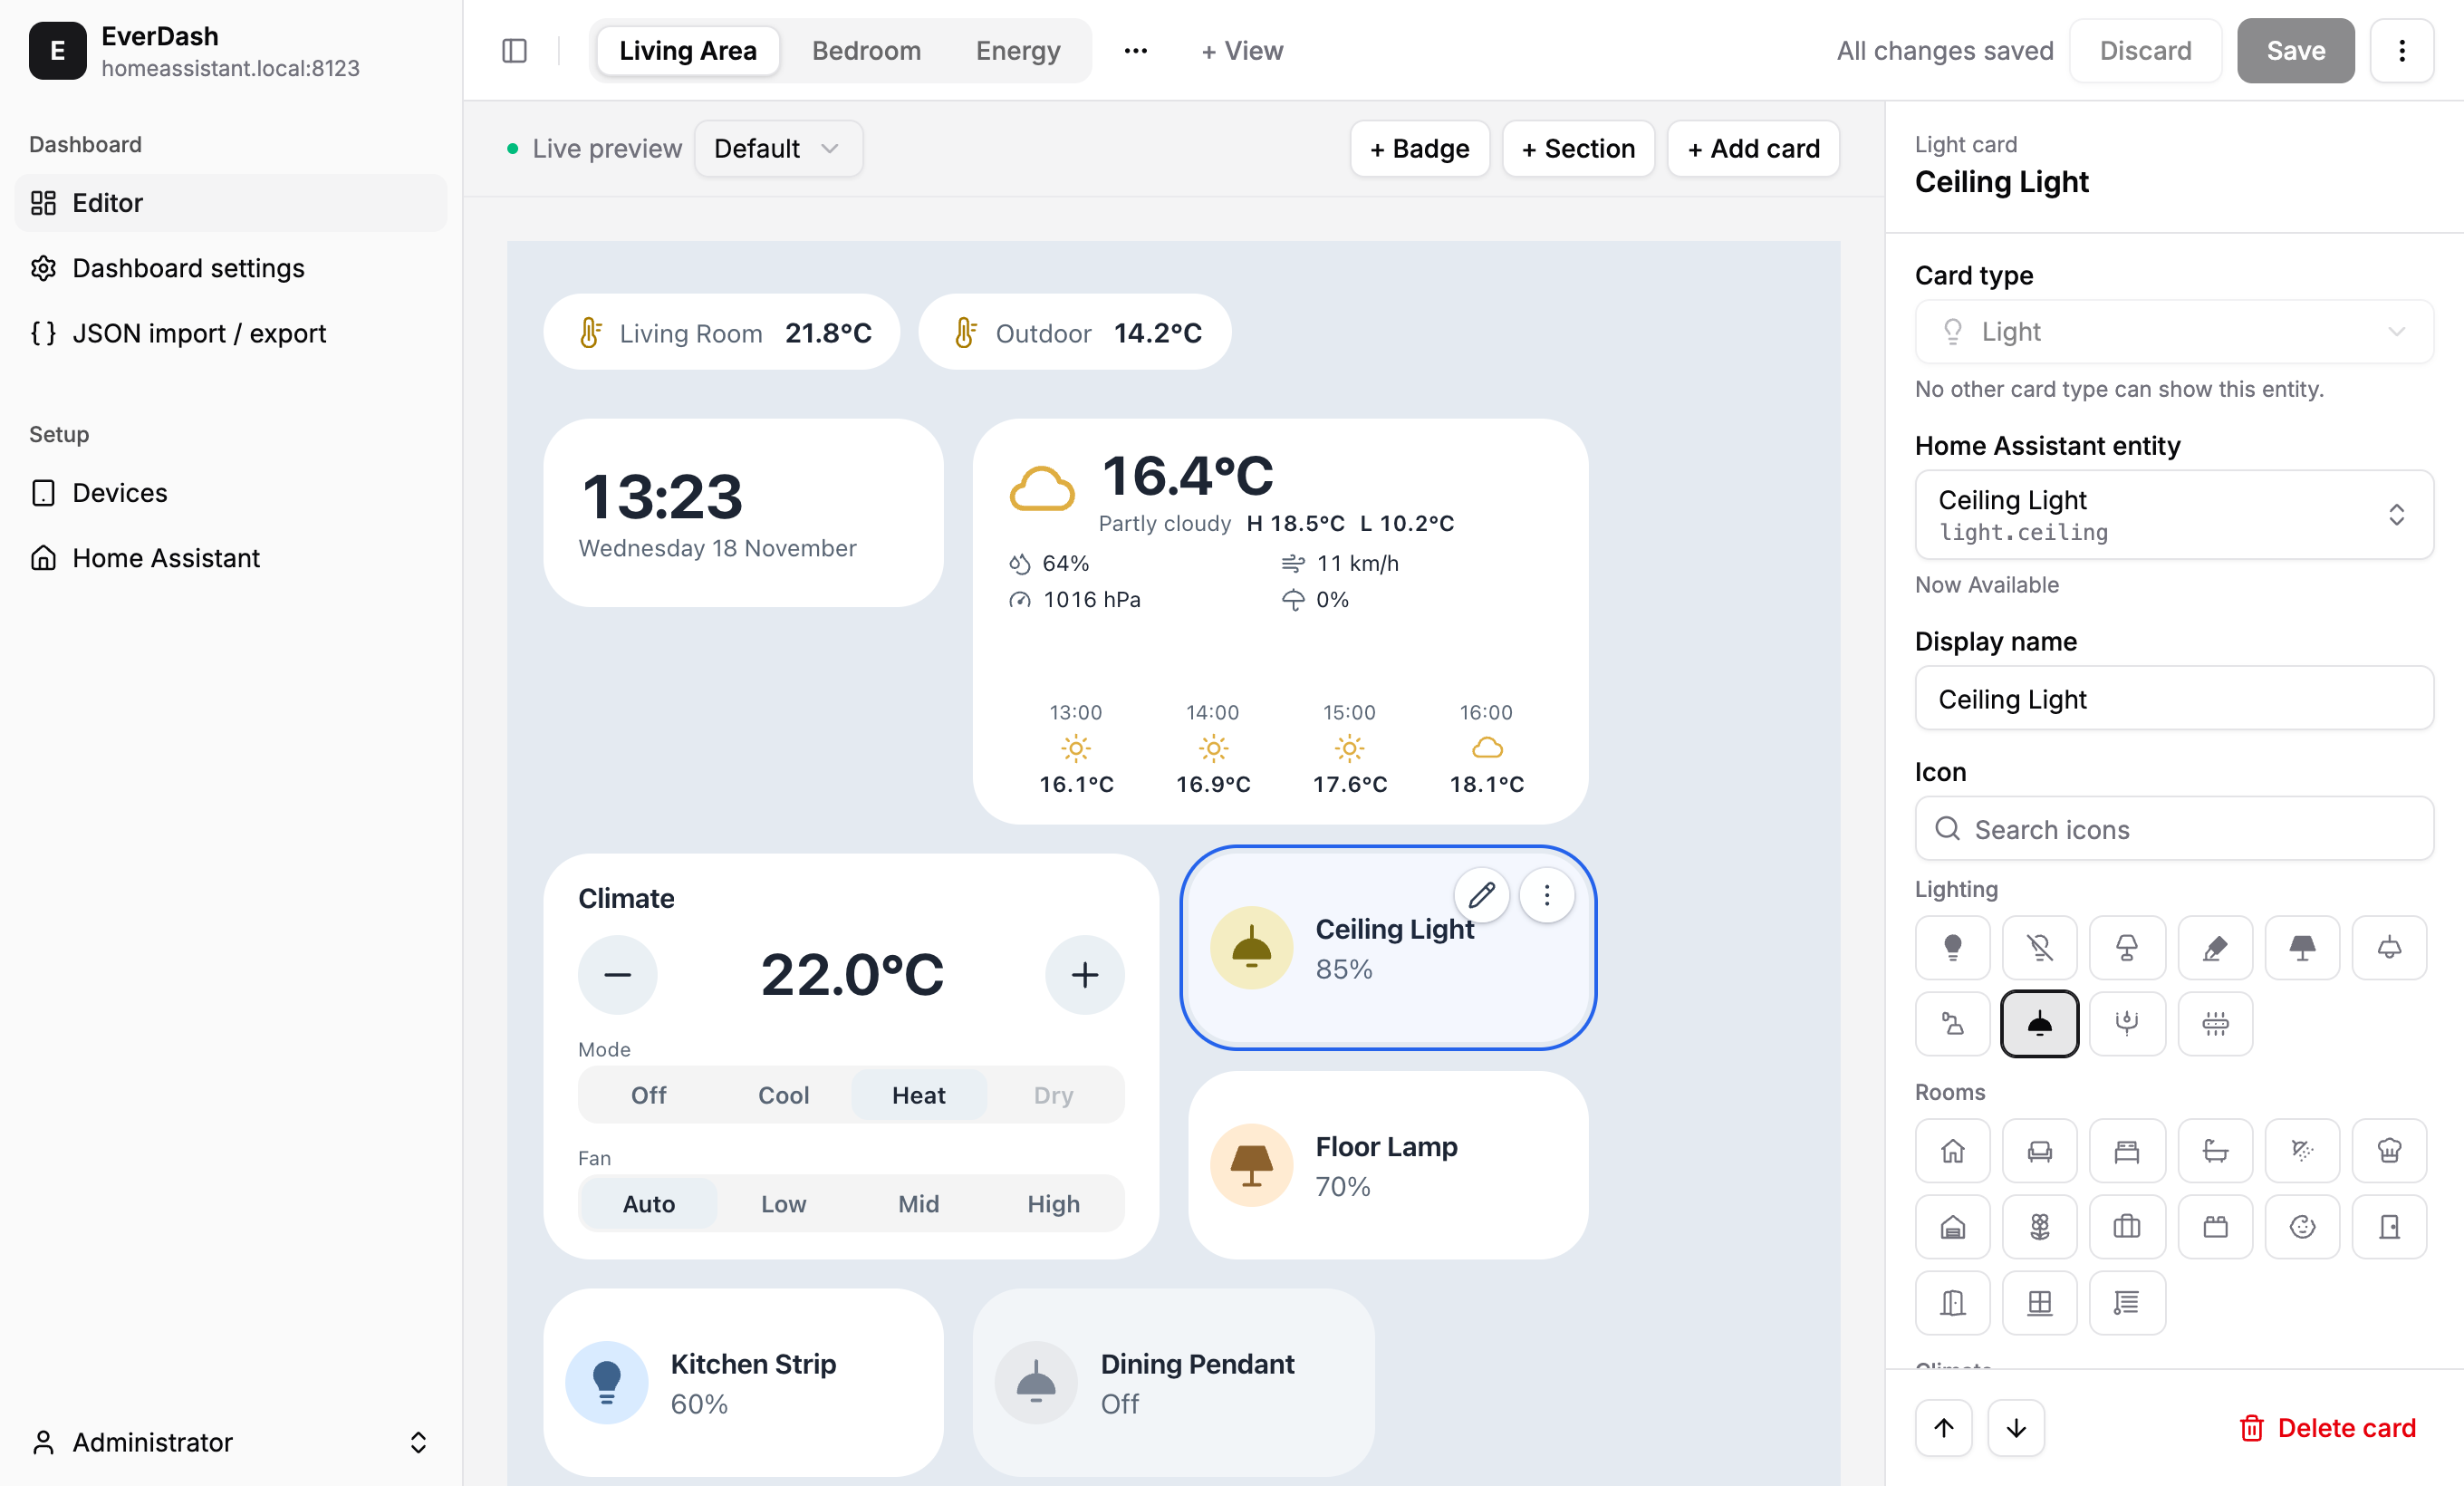 E
EverDash
homeassistant.local:8123
Dashboard
Editor
Dashboard settings
JSON import / export
Setup
Devices
Home Assistant
Administrator
Living Area
Bedroom
Energy
+ View
All changes saved
Discard
Save
Live preview
Default
+ Badge
+ Section
+ Add card
Living Room 21.8°C
Outdoor 14.2°C
13:23
Wednesday 18 November
16.4°C
Partly cloudy H 18.5°C L 10.2°C
64%
11 km/h
1016 hPa
0%
13:00 14:00 15:00 16:00
16.1°C 16.9°C 17.6°C 18.1°C
Climate
22.0°C
Mode
Off Cool Heat Dry
Fan
Auto Low Mid High
Ceiling Light
85%
Floor Lamp
70%
Kitchen Strip
60%
Dining Pendant
Off
Light card
Ceiling Light
Card type
Light
No other card type can show this entity.
Home Assistant entity
Ceiling Light
light.ceiling
Now Available
Display name
Ceiling Light
Icon
Search icons
Lighting
Rooms
Climate
Delete card